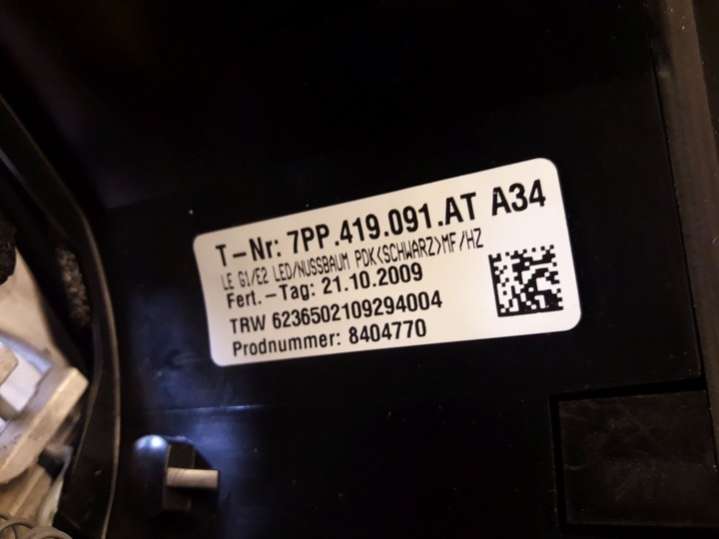 T-Nr: 7PP.419.091.AT A34
LE G1/E2 LED/NUSSBAUM PDK(SCHWARZ)MF/HZ
Fert.-Tag: 21.10.2009
TRW 6236502109294004
Prodnummer: 8404770